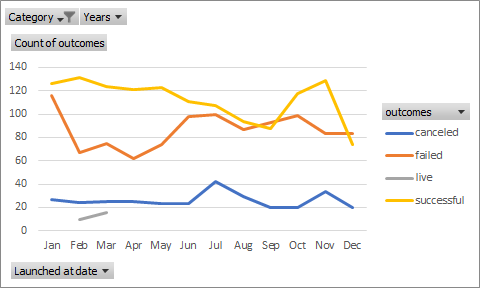 Category Years
Count of outcomes
140
120
100
80
60
40
20
0
Jan Feb Mar Apr May Jun Jul Aug Sep Oct Nov Dec
outcomes
canceled
failed
live
successful
Launched at date